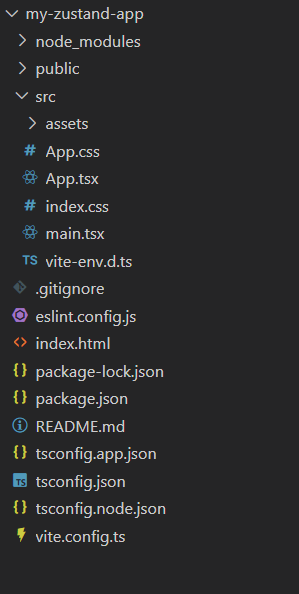 my-zustand-app
node_modules
public
src
assets
# App.css
App.tsx
# index.css
main.tsx
TS vite-env.d.ts
.gitignore
eslint.config.js
<> index.html
{} package-lock.json
{} package.json
README.md
{} tsconfig.app.json
TS tsconfig.json
{} tsconfig.node.json
vite.config.ts